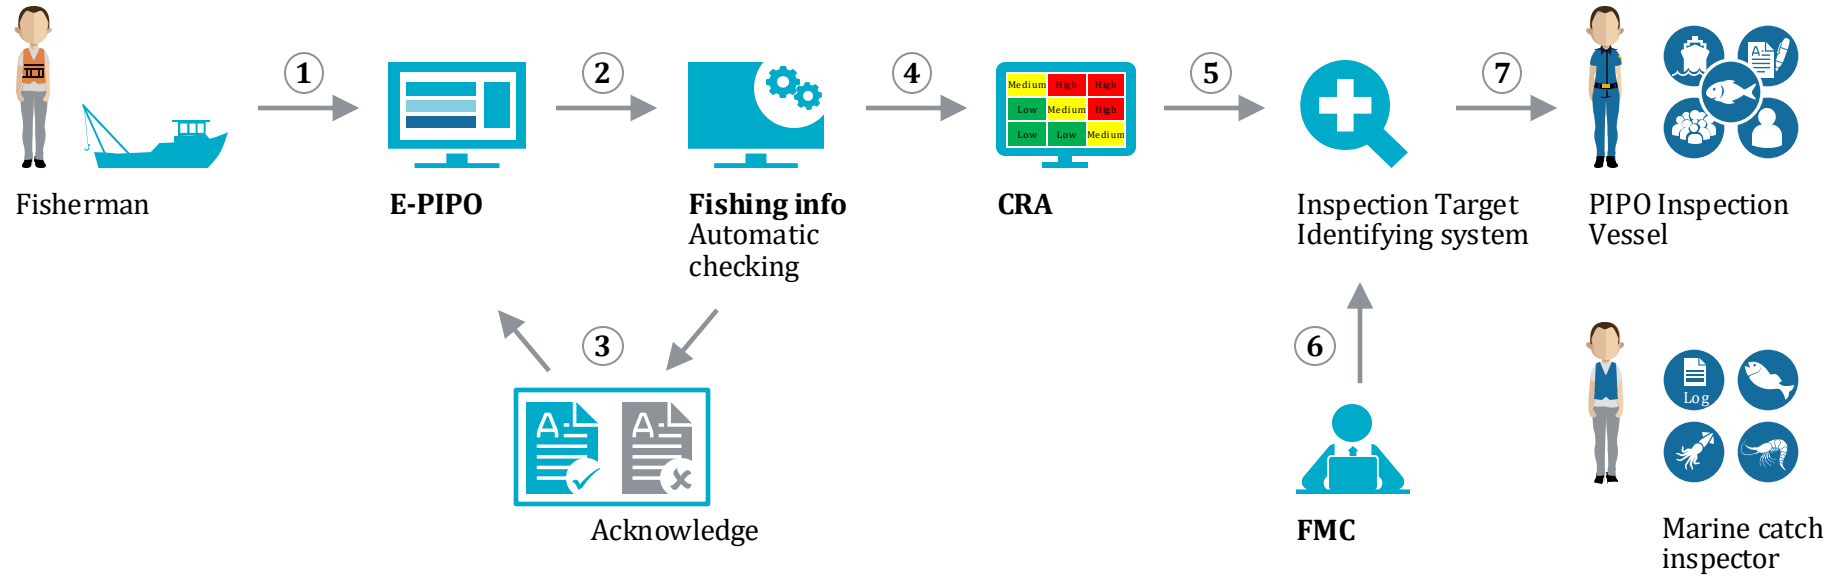 1
2
4
5
7
Medium High High
Low Medium High
Low Low Medium
Fisherman
E-PIPO
Fishing info
Automatic
checking
CRA
Inspection Target
Identifying system
PIPO Inspection
Vessel
3
6
A
A
A
Log
Acknowledge
FMC
Marine catch
inspector